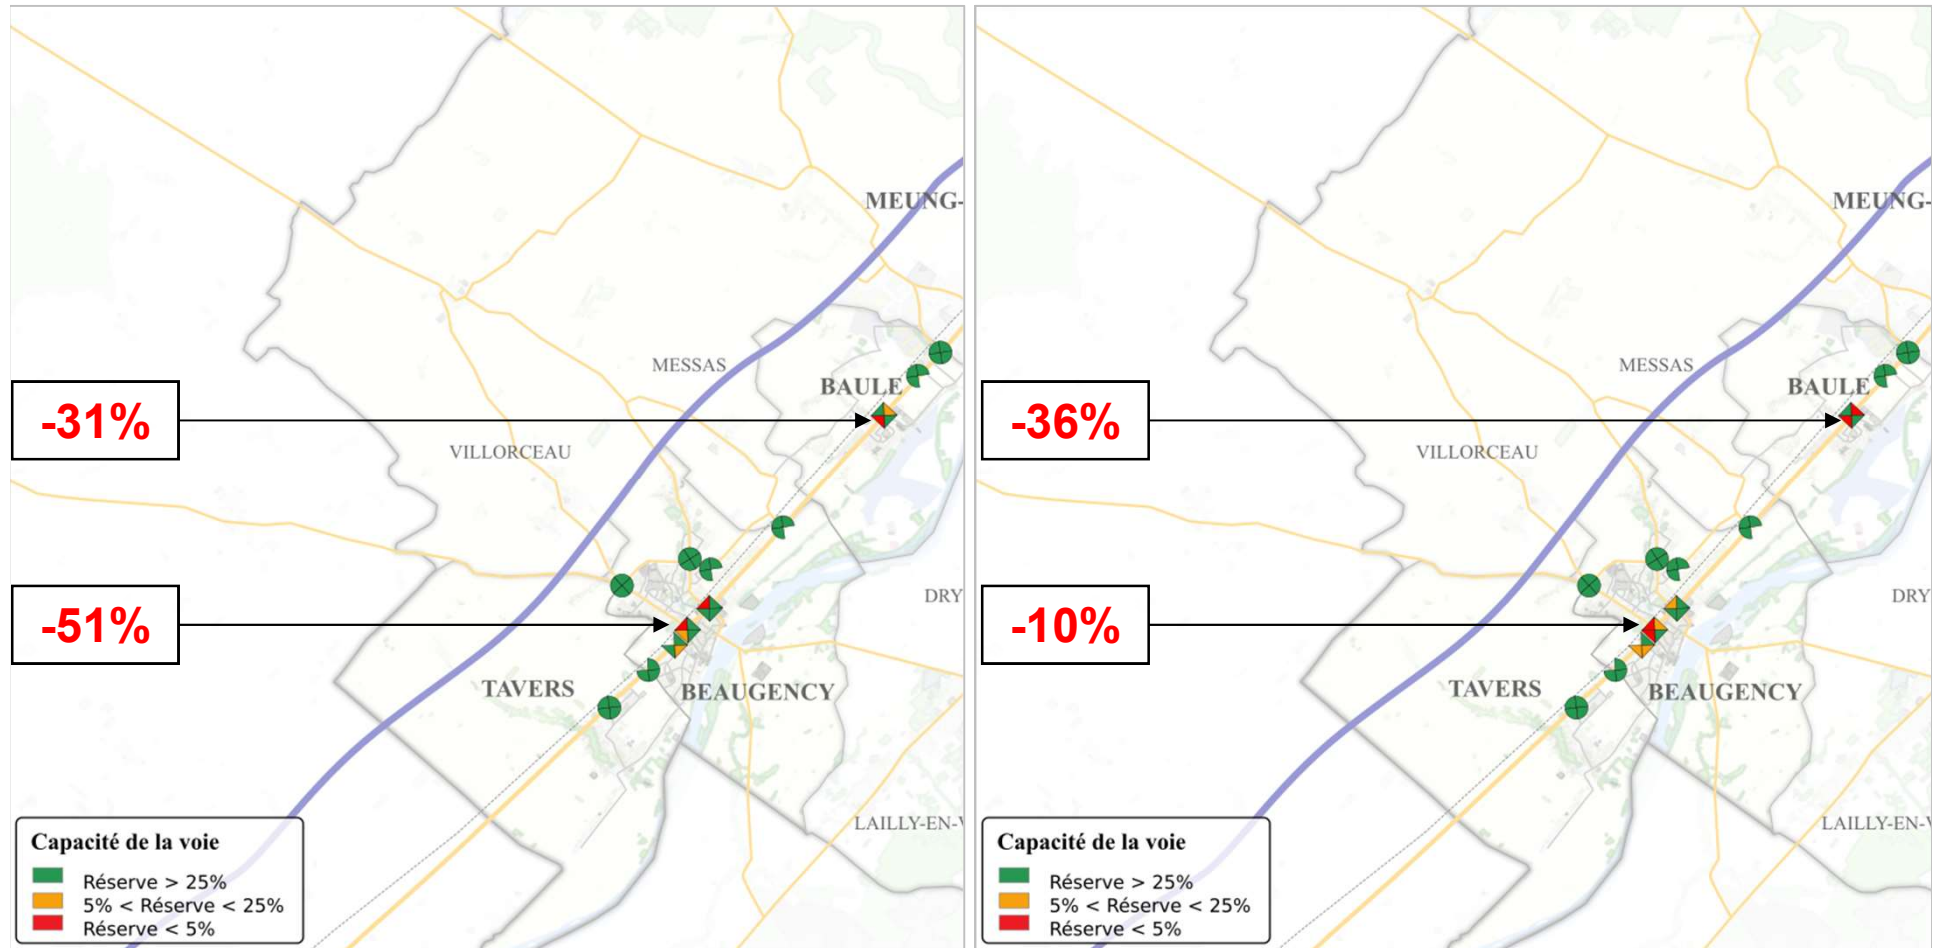 MEUNG-
MESSAS
BAULE
-31%
VILLORCEAU
-51%
DRY
TAVERS
BEAUGENCY
LAILLY-EN-V
Capacité de la voie
Réserve > 25%
5% < Réserve < 25%
Réserve < 5%
MEUNG-
MESSAS
BAULE
-36%
VILLORCEAU
-10%
DRY
TAVERS
BEAUGENCY
LAILLY-EN-V
Capacité de la voie
Réserve > 25%
5% < Réserve < 25%
Réserve < 5%